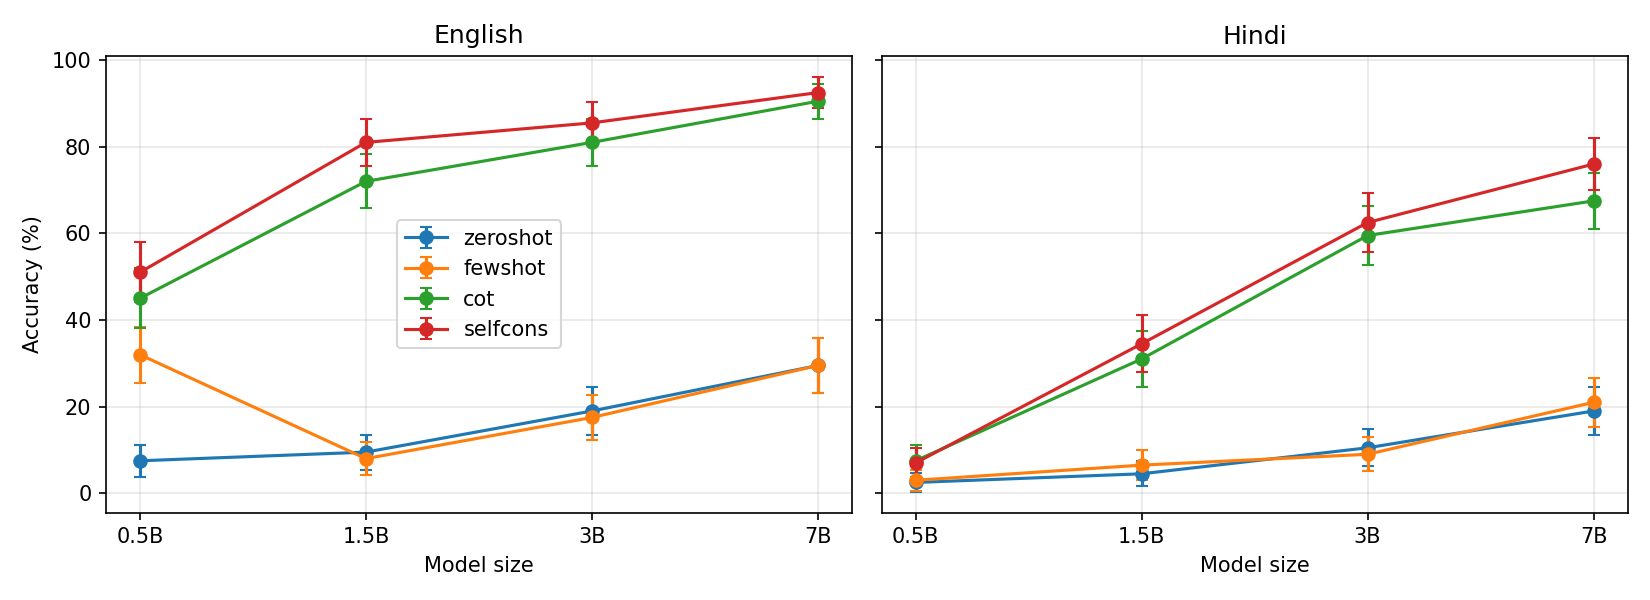 English
Hindi
Accuracy (%)
100
80
60
40
20
0
zeroshot
fewshot
cot
selfcons
0.5B 1.5B 3B 7B
0.5B 1.5B 3B 7B
Model size
Model size